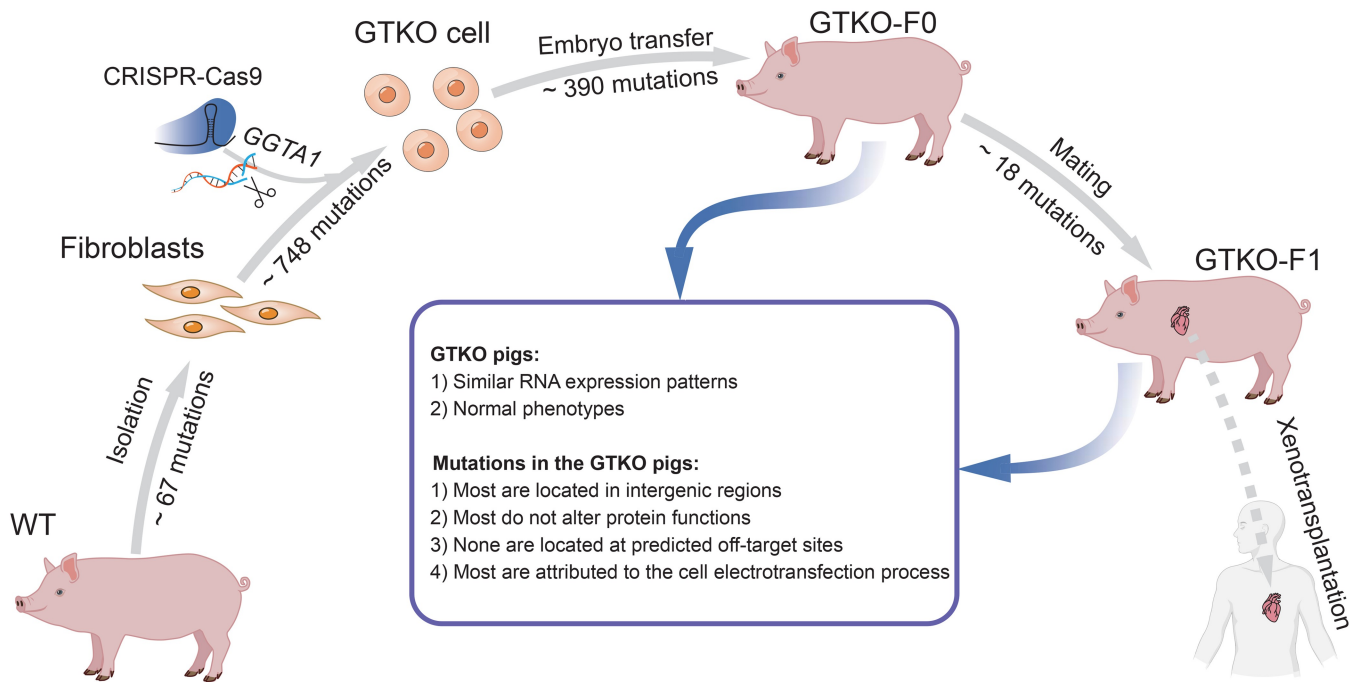 WT
Isolation
~ 67 mutations
Fibroblasts
CRISPR-Cas9
GGTA1
~ 748 mutations
GTKO cell
Embryo transfer
~ 390 mutations
GTKO-F0
Mating
~ 18 mutations
GTKO-F1
Xenotransplantation
GTKO pigs:
1) Similar RNA expression patterns
2) Normal phenotypes
Mutations in the GTKO pigs:
1) Most are located in intergenic regions
2) Most do not alter protein functions
3) None are located at predicted off-target sites
4) Most are attributed to the cell electrotransfection process